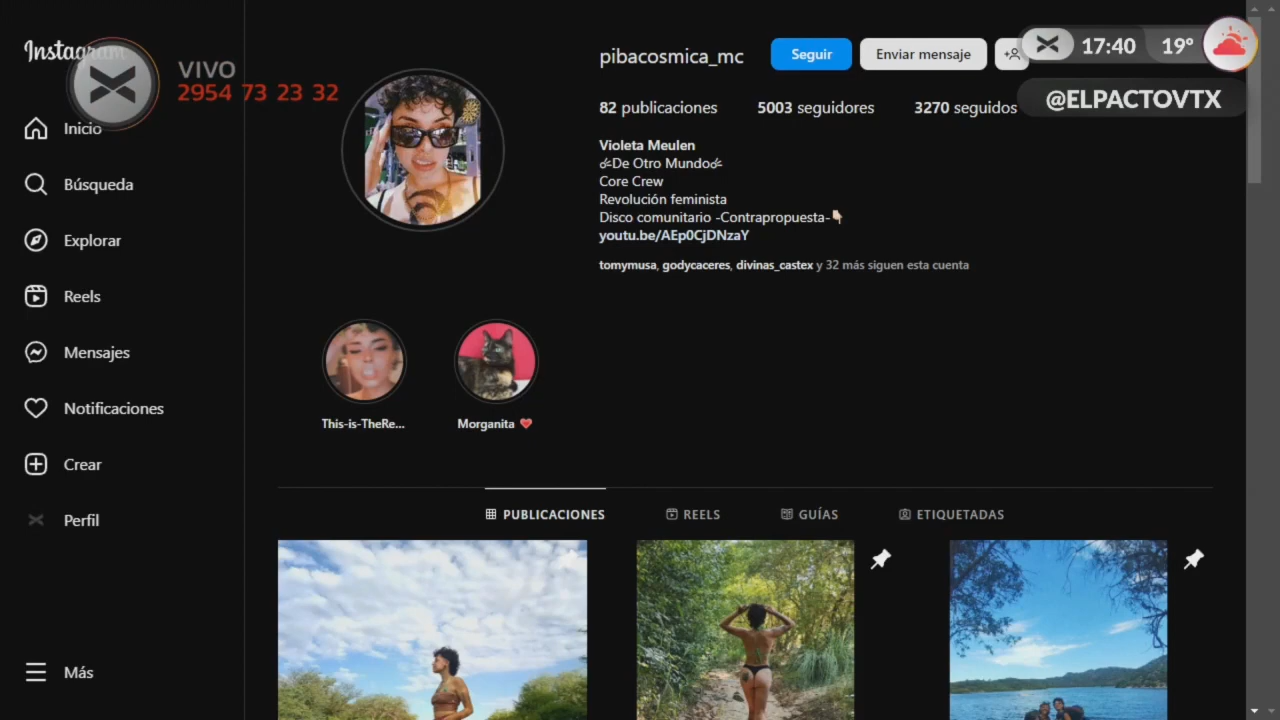 Instagram
VIVO
2954 73 23 32
Inicio
Búsqueda
Explorar
Reels
Mensajes
Notificaciones
Crear
Perfil
Más
pibacosmica_mc
Seguir
Enviar mensaje
17:40
19°
@ELPACTOVTX
82 publicaciones
5003 seguidores
3270 seguidos
Violeta Meulen
De Otro Mundo
Core Crew
Revolución feminista
Disco comunitario -Contrapropuesta-👇🏻
youtu.be/AEp0CjDNzaY
tomymusa, godycaceres, divinas_castex y 32 más siguen esta cuenta
This-is-TheRe...
Morganita ❤️
PUBLICACIONES
REELS
GUÍAS
ETIQUETADAS